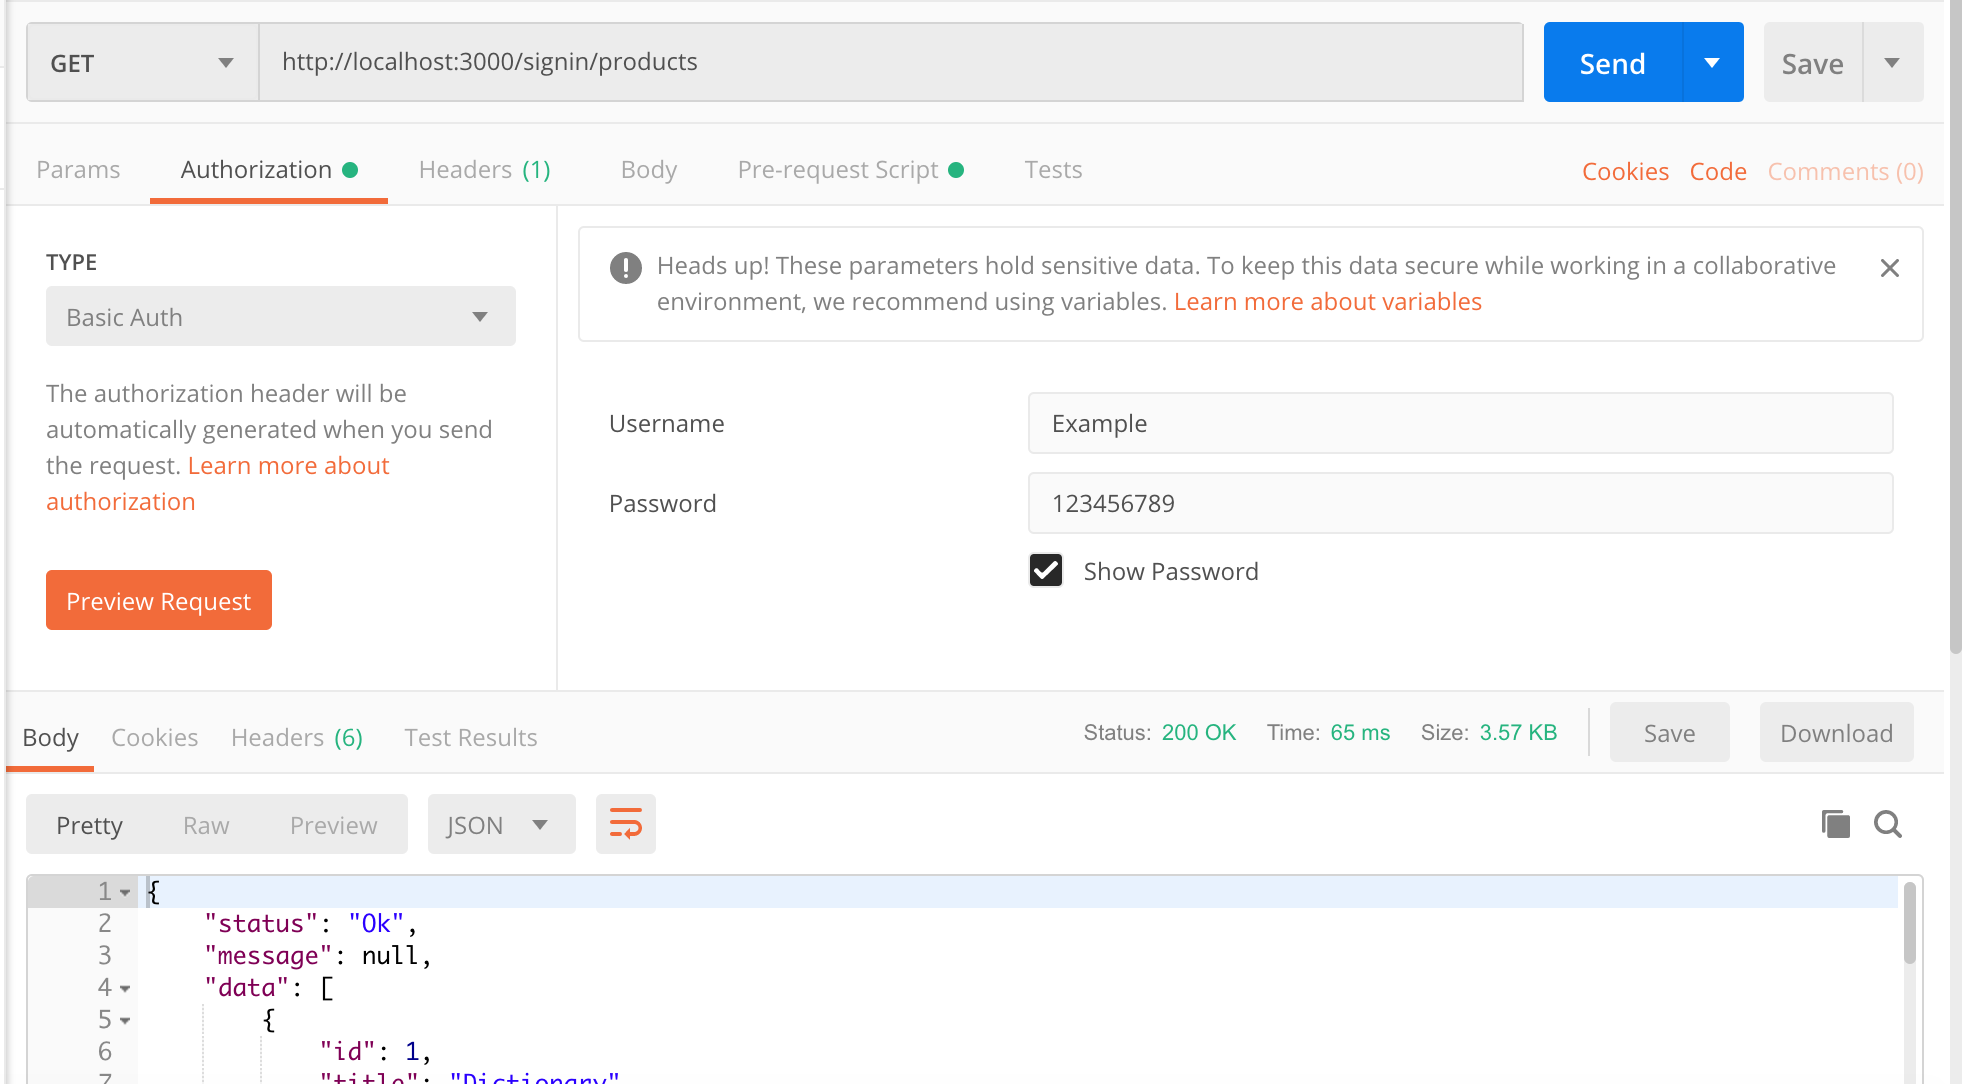 GET
http://localhost:3000/signin/products
Send
Save
Params
Authorization
Headers (1)
Body
Pre-request Script
Tests
Cookies
Code
Comments (0)
TYPE
Basic Auth
The authorization header will be
automatically generated when you send
the request. Learn more about
authorization
Preview Request
Heads up! These parameters hold sensitive data. To keep this data secure while working in a collaborative
environment, we recommend using variables. Learn more about variables
Username
Example
Password
123456789
Show Password
Body
Cookies
Headers (6)
Test Results
Status: 200 OK
Time: 65 ms
Size: 3.57 KB
Save
Download
Pretty
Raw
Preview
JSON
1 {
2 "status": "Ok",
3 "message": null,
4 "data": [
5 {
6 "id": 1,
7 "title": "Dictionary"